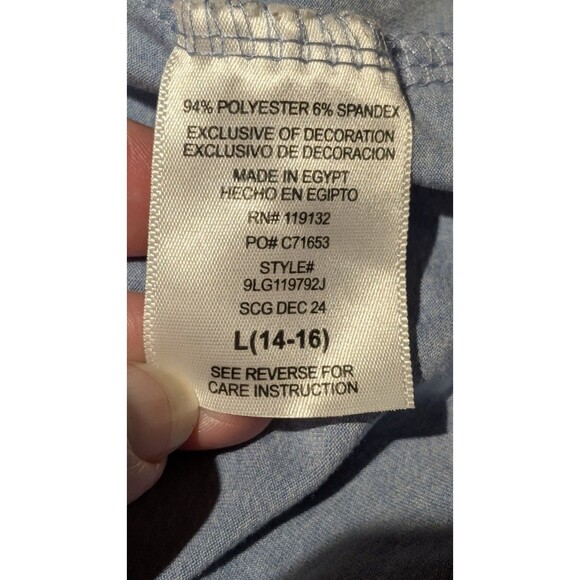 94% POLYESTER 6% SPANDEX
EXCLUSIVE OF DECORATION
EXCLUSIVO DE DECORACION
MADE IN EGYPT
HECHO EN EGIPTO
RN# 119132
PO# C71653
STYLE#
9LG119792J
SCG DEC 24
L(14-16)
SEE REVERSE FOR
CARE INSTRUCTION